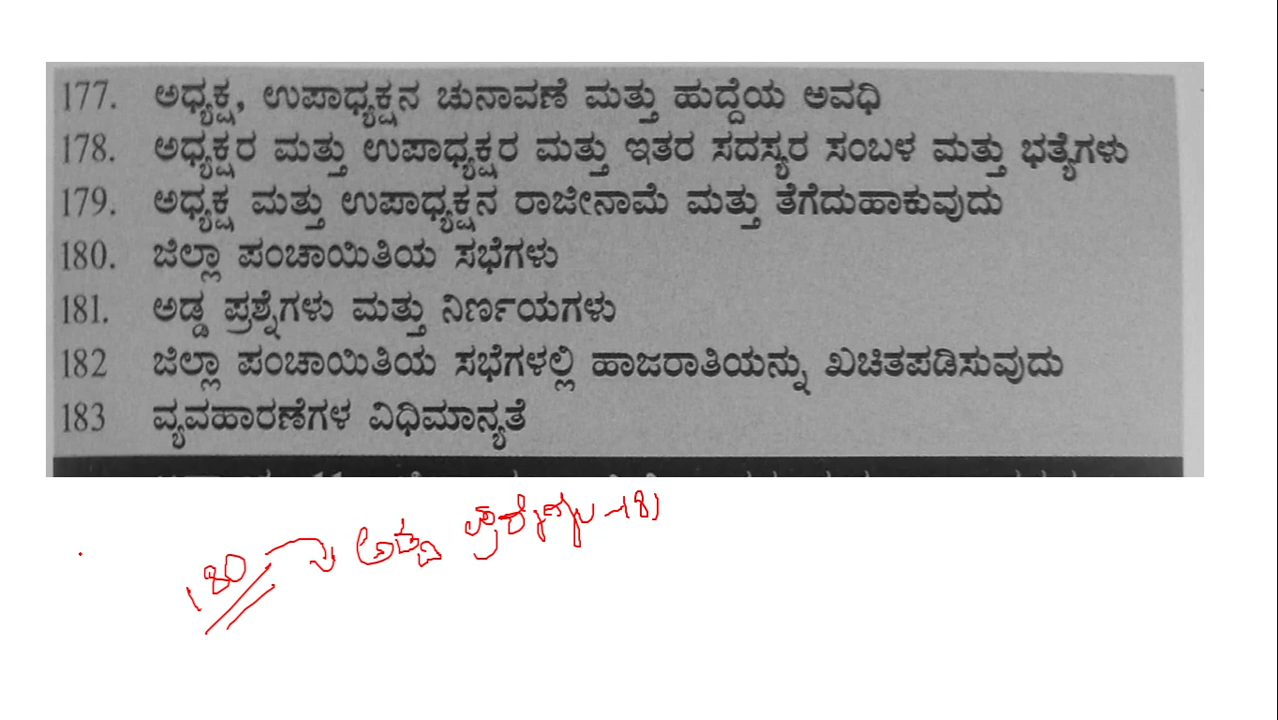 177. ಅಧ್ಯಕ್ಷ, ಉಪಾಧ್ಯಕ್ಷನ ಚುನಾವಣೆ ಮತ್ತು ಹುದ್ದೆಯ ಅವಧಿ
178. ಅಧ್ಯಕ್ಷರ ಮತ್ತು ಉಪಾಧ್ಯಕ್ಷರ ಮತ್ತು ಇತರ ಸದಸ್ಯರ ಸಂಬಳ ಮತ್ತು ಭತ್ಯೆಗಳು
179. ಅಧ್ಯಕ್ಷ ಮತ್ತು ಉಪಾಧ್ಯಕ್ಷನ ರಾಜೀನಾಮೆ ಮತ್ತು ತೆಗೆದುಹಾಕುವುದು
180. ಜಿಲ್ಲಾ ಪಂಚಾಯಿತಿಯ ಸಭೆಗಳು
181. ಅಡ್ಡ ಪ್ರಶ್ನೆಗಳು ಮತ್ತು ನಿರ್ಣಯಗಳು
182 ಜಿಲ್ಲಾ ಪಂಚಾಯಿತಿಯ ಸಭೆಗಳಲ್ಲಿ ಹಾಜರಾತಿಯನ್ನು ಖಚಿತಪಡಿಸುವುದು
183 ವ್ಯವಹಾರಣೆಗಳ ವಿಧಿಮಾನ್ಯತೆ
180 181